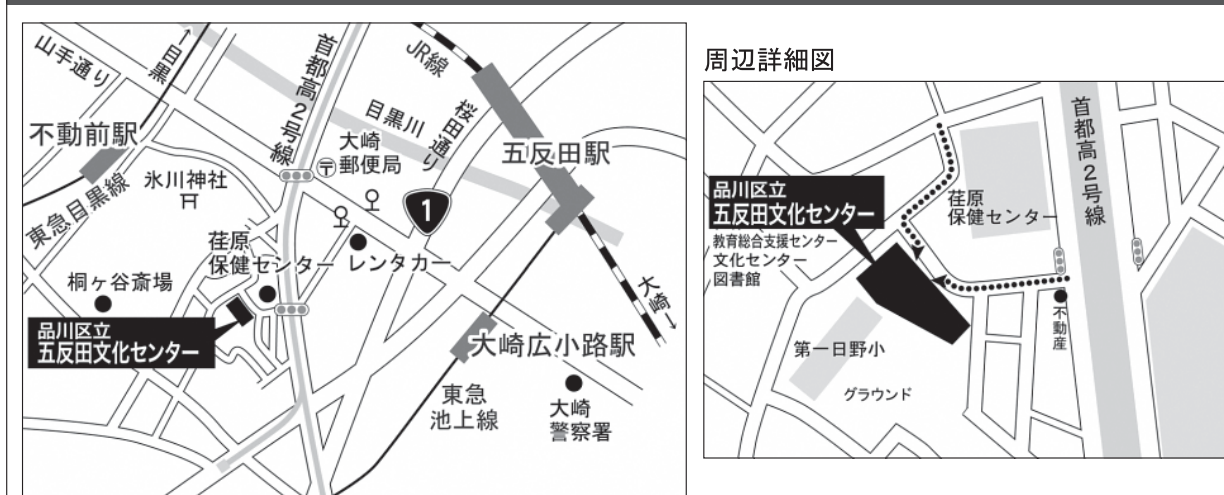 山手通り
↑目黒
首都高2号線
JR線
目黒川
桜田通り
不動前駅
大崎
〒郵便局
五反田駅
東急目黒線
氷川神社
1
荏原
保健センター
レンタカー
桐ヶ谷斎場
大崎→
品川区立
五反田文化センター
大崎広小路駅
東急
池上線
大崎
警察署
周辺詳細図
首都高2号線
品川区立
五反田文化センター
教育総合支援センター
文化センター
図書館
荏原
保健センター
不動産
第一日野小
グラウンド